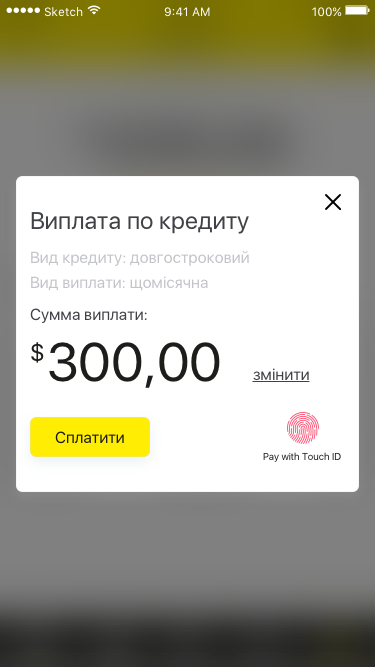 Sketch 9:41 AM 100%
Виплата по кредиту
Вид кредиту: довгостроковий
Вид виплати: щомісячна
Сумма виплати:
$300,00 змінити
Сплатити
Pay with Touch ID